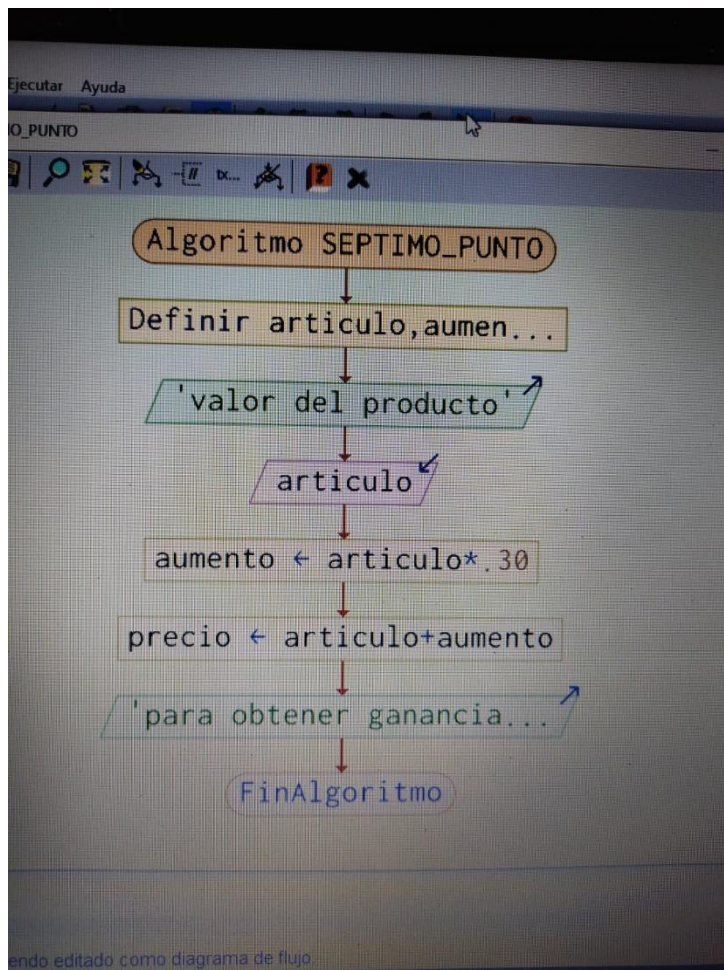 Ejecutar Ayuda
O_PUNTO
tx...
Algoritmo SEPTIMO_PUNTO
Definir articulo,aumen...
'valor del producto'
articulo
aumento ← articulo*.30
precio ← articulo+aumento
'para obtener ganancia...
FinAlgoritmo
endo editado como diagrama de flujo.